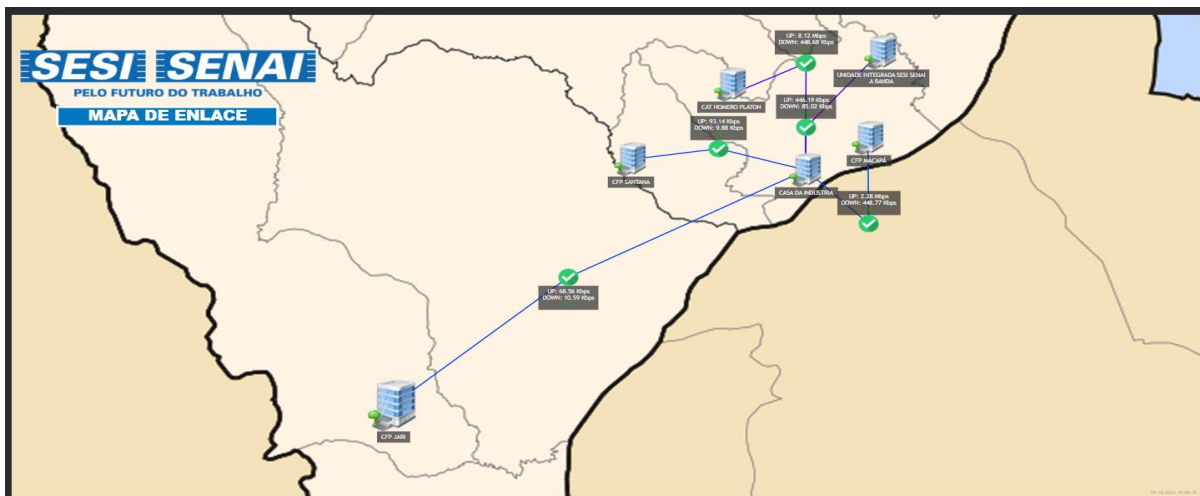 SESI SENAI
PELO FUTURO DO TRABALHO
MAPA DE ENLACE
UP: 8.12 Mbps
DOWN: 448.68 Kbps
UNIDADE INTEGRADA SESI SENAI
A BANDA
CAT HOMERO PLATON
UP: 446.19 Kbps
DOWN: 85.02 Kbps
UP: 93.14 Kbps
DOWN: 9.88 Kbps
CFP MACAPÁ
CFP SANTANA
CASA DA INDUSTRIA
UP: 2.28 Mbps
DOWN: 448.77 Kbps
UP: 68.56 Kbps
DOWN: 10.59 Kbps
CFP JARI